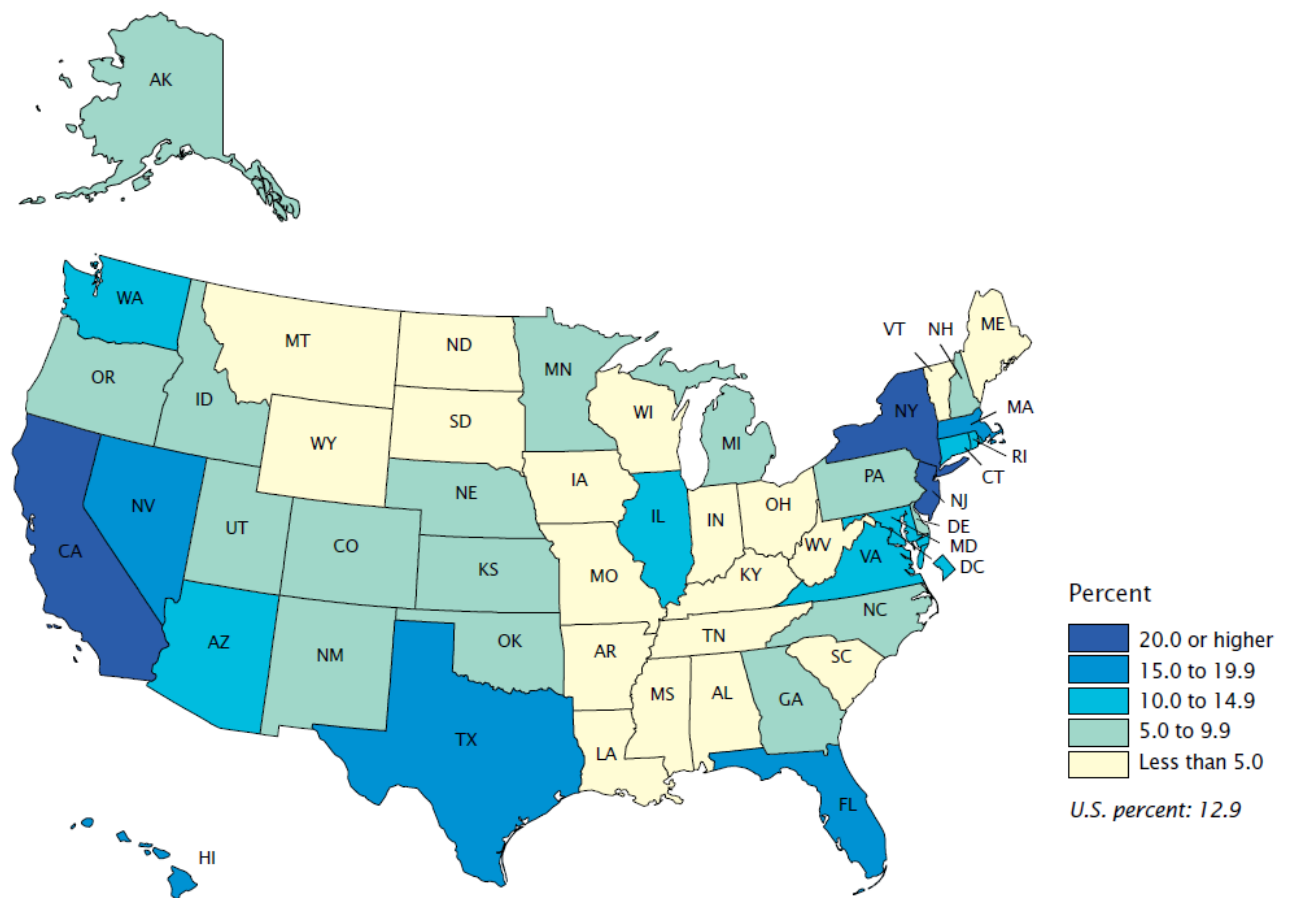 AK
WA
MT
ND
MN
VT
NH
ME
OR
ID
WY
SD
WI
MI
NY
MA
RI
CT
NV
UT
CO
NE
IA
IL
IN
OH
PA
NJ
DE
MD
DC
CA
KS
MO
KY
WV
VA
AZ
NM
OK
AR
TN
NC
SC
TX
LA
MS
AL
GA
FL
HI
Percent
20.0 or higher
15.0 to 19.9
10.0 to 14.9
5.0 to 9.9
Less than 5.0
U.S. percent: 12.9